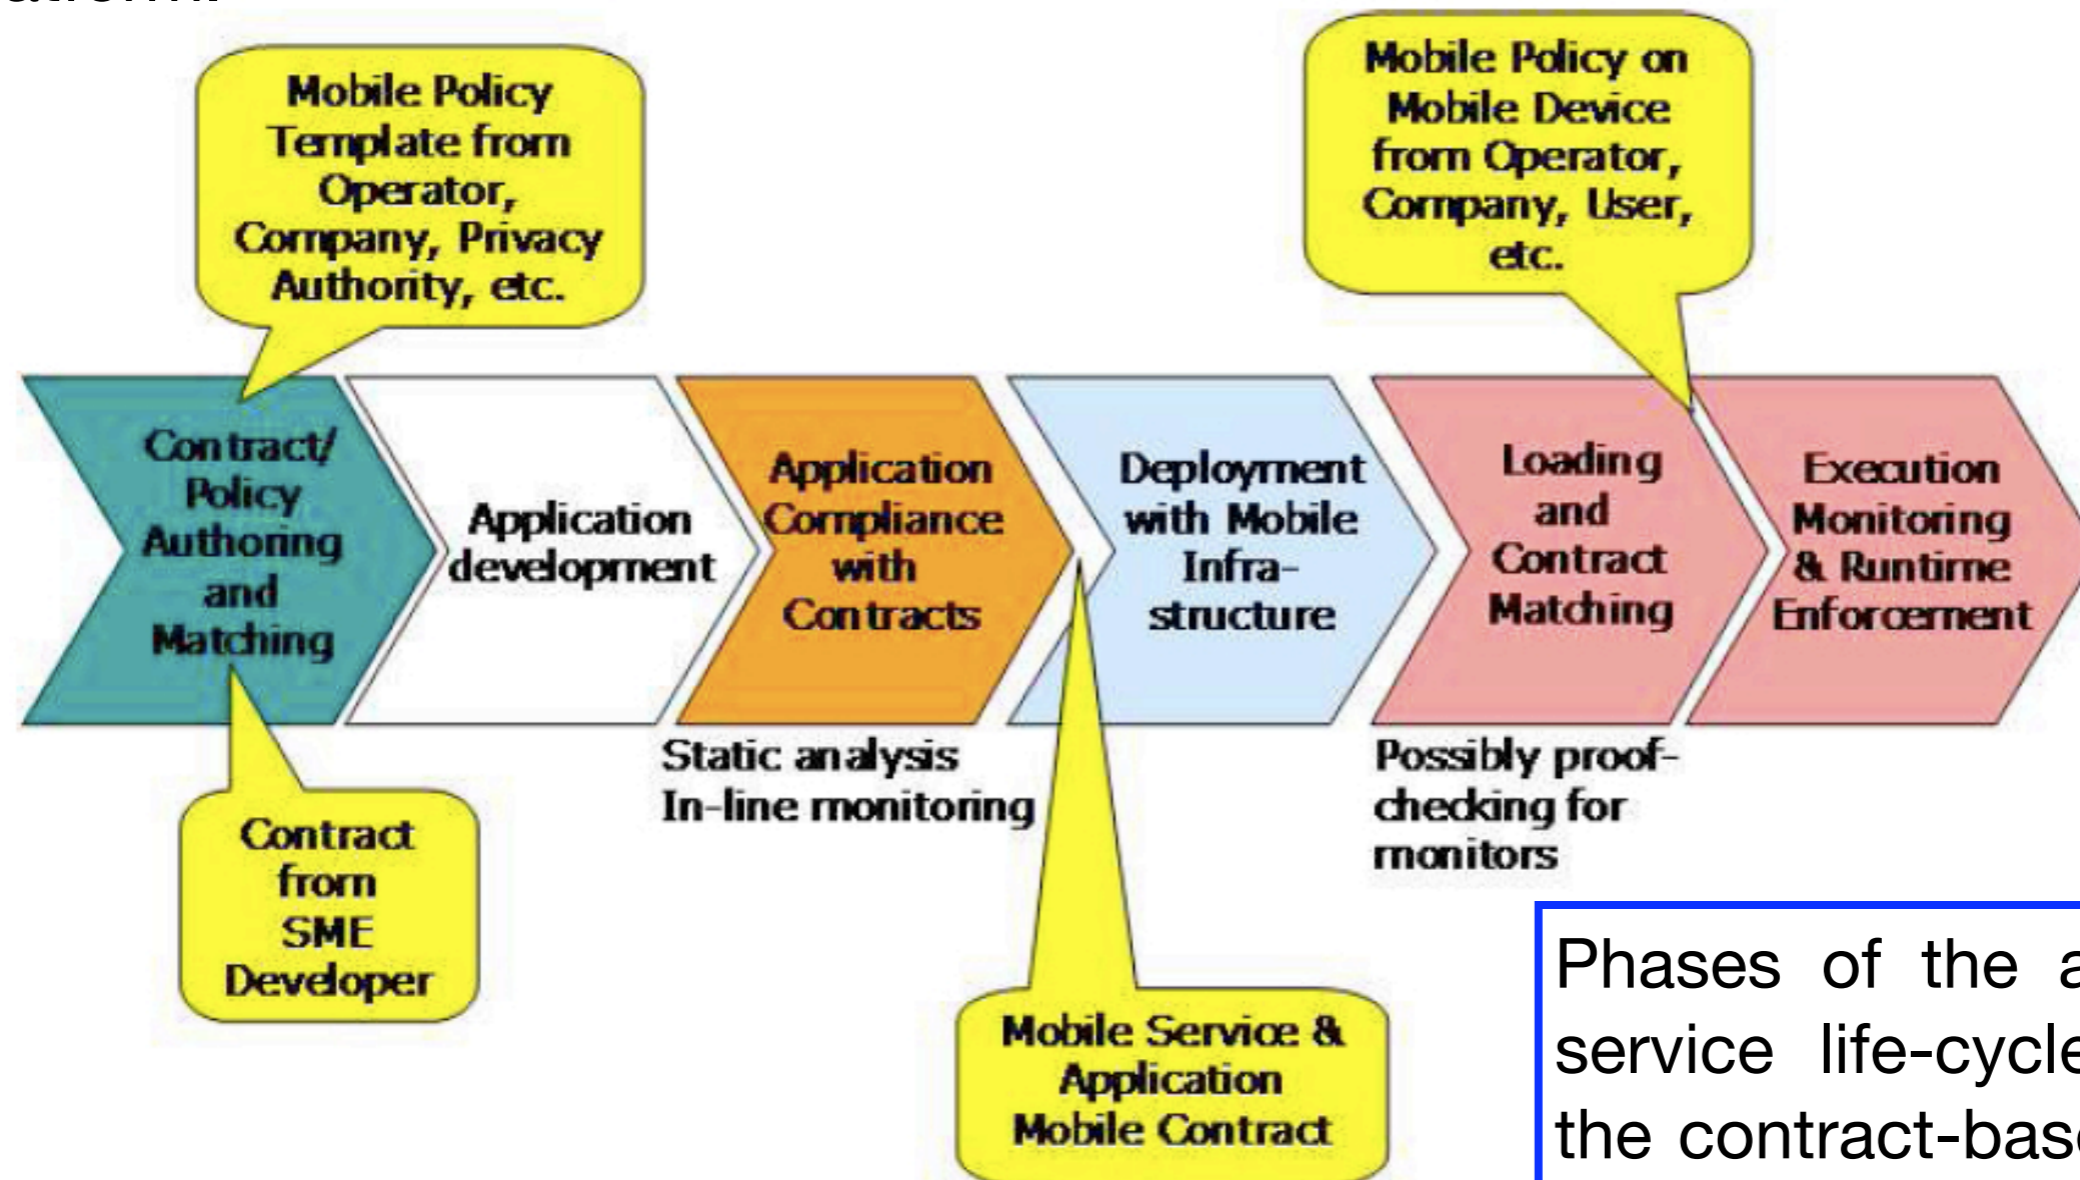 Mobile Policy
Template from
Operator,
Company, Privacy
Authority, etc.
Mobile Policy on
Mobile Device
from Operator,
Company, User,
etc.
Contract/
Policy
Authoring
and
Matching
Application
development
Application
Compliance
with
Contracts
Deployment
with Mobile
Infra-
structure
Loading
and
Contract
Matching
Execution
Monitoring
& Runtime
Enforcement
Static analysis
In-line monitoring
Possibly proof-
checking for
monitors
Contract
from
SME
Developer
Mobile Service &
Application
Mobile Contract
Phases of the
service life-cycle
the contract-base